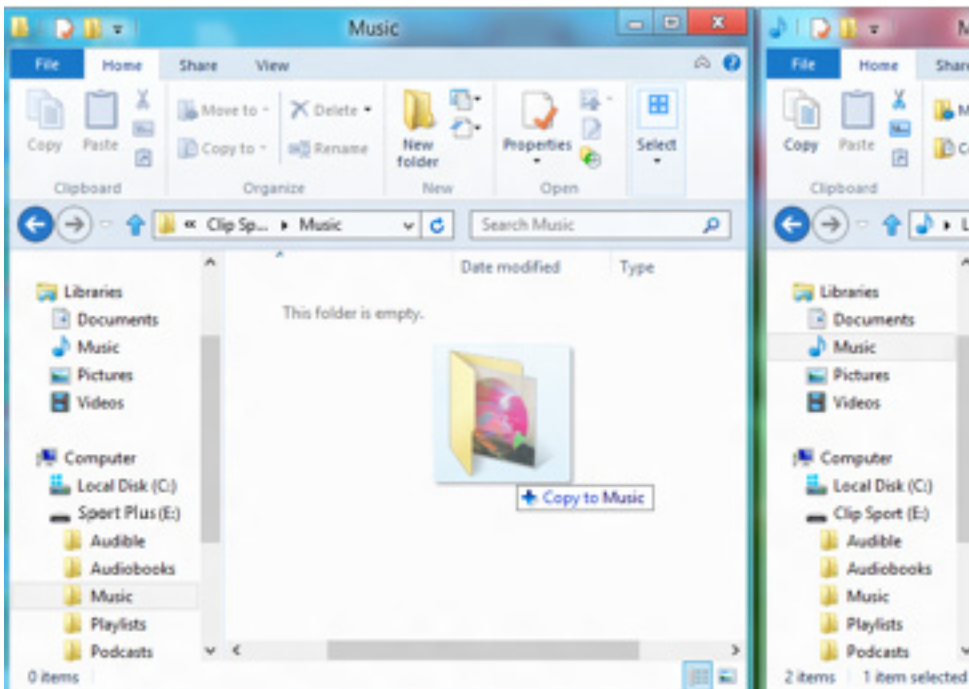 Music
File Home Share View
Copy Paste Move to Copy to Delete Rename New folder Properties Select
Clipboard Organize New Open
« Clip Sp... Music Search Music
Date modified Type
This folder is empty.
Libraries
Documents
Music
Pictures
Videos
Computer
Local Disk (C:)
Sport Plus (E:)
Audible
Audiobooks
Music
Playlists
Podcasts
Copy to Music
0 items
File Home Share
Copy Paste
Clipboard
Libraries
Documents
Music
Pictures
Videos
Computer
Local Disk (C:)
Clip Sport (E:)
Audible
Audiobooks
Music
Playlists
Podcasts
2 items 1 item selected